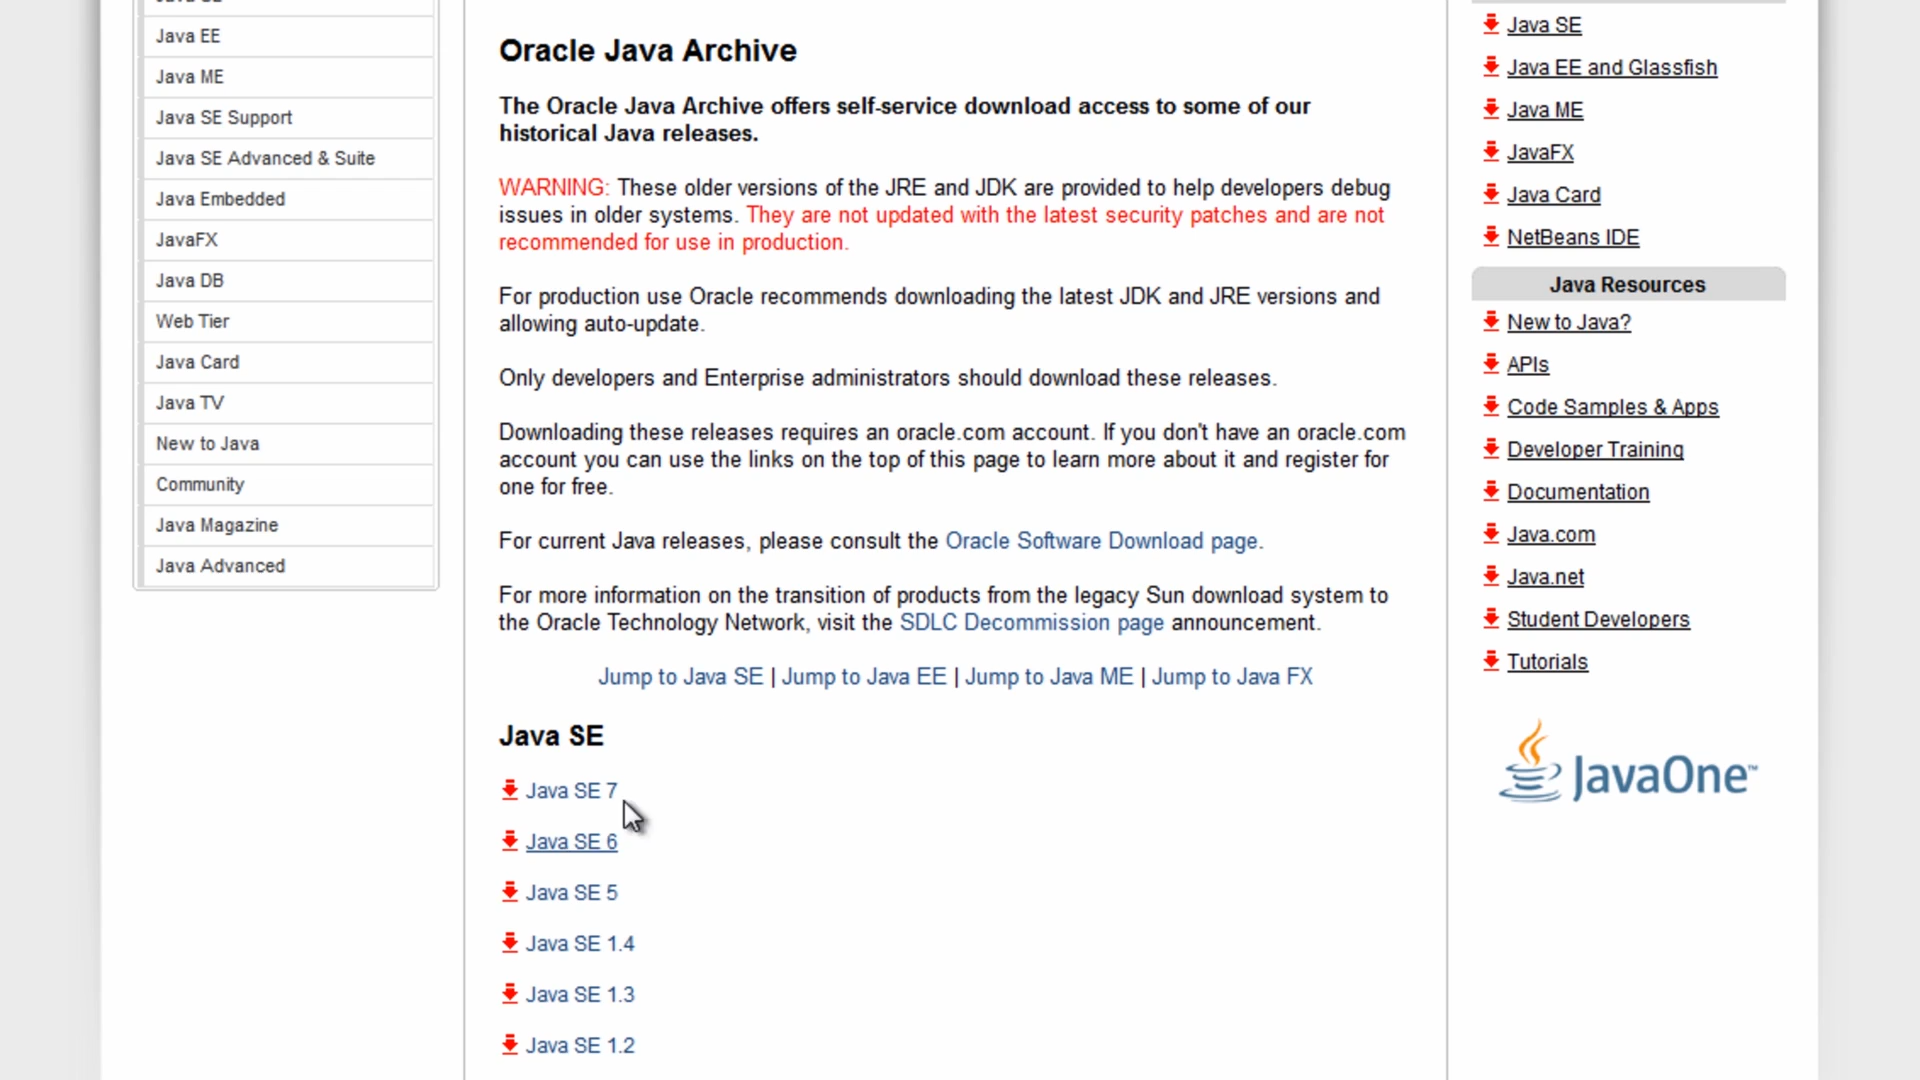 Java EE
Java ME
Java SE Support
Java SE Advanced & Suite
Java Embedded
JavaFX
Java DB
Web Tier
Java Card
Java TV
New to Java
Community
Java Magazine
Java Advanced
Oracle Java Archive
The Oracle Java Archive offers self-service download access to some of our
historical Java releases.
WARNING: These older versions of the JRE and JDK are provided to help developers debug
issues in older systems. They are not updated with the latest security patches and are not
recommended for use in production.
For production use Oracle recommends downloading the latest JDK and JRE versions and
allowing auto-update.
Only developers and Enterprise administrators should download these releases.
Downloading these releases requires an oracle.com account. If you don't have an oracle.com
account you can use the links on the top of this page to learn more about it and register for
one for free.
For current Java releases, please consult the Oracle Software Download page.
For more information on the transition of products from the legacy Sun download system to
the Oracle Technology Network, visit the SDLC Decommission page announcement.
Jump to Java SE | Jump to Java EE | Jump to Java ME | Jump to Java FX
Java SE
Java SE 7
Java SE 6
Java SE 5
Java SE 1.4
Java SE 1.3
Java SE 1.2
Java SE
Java EE and Glassfish
Java ME
JavaFX
Java Card
NetBeans IDE
Java Resources
New to Java?
APIs
Code Samples & Apps
Developer Training
Documentation
Java.com
Java.net
Student Developers
Tutorials
JavaOne™